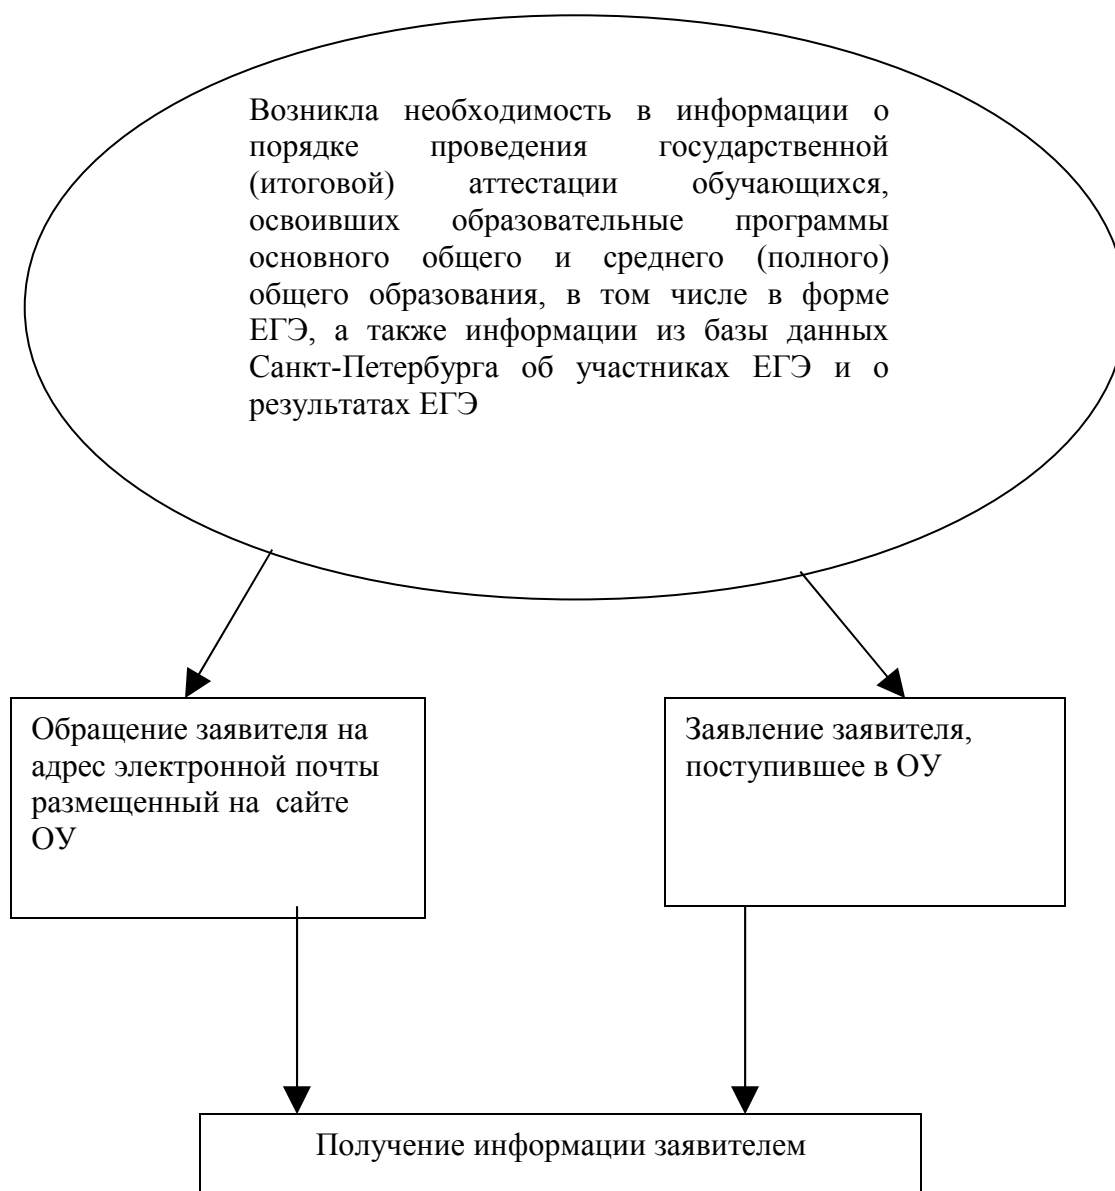 Возникла необходимость в информации о
порядке проведения государственной
(итоговой) аттестации обучающихся,
освоивших образовательные программы
основного общего и среднего (полного)
общего образования, в том числе в форме
ЕГЭ, а также информации из базы данных
Санкт-Петербурга об участниках ЕГЭ и о
результатах ЕГЭ
Обращение заявителя на
адрес электронной почты
размещенный на сайте
ОУ
Заявление заявителя,
поступившее в ОУ
Получение информации заявителем